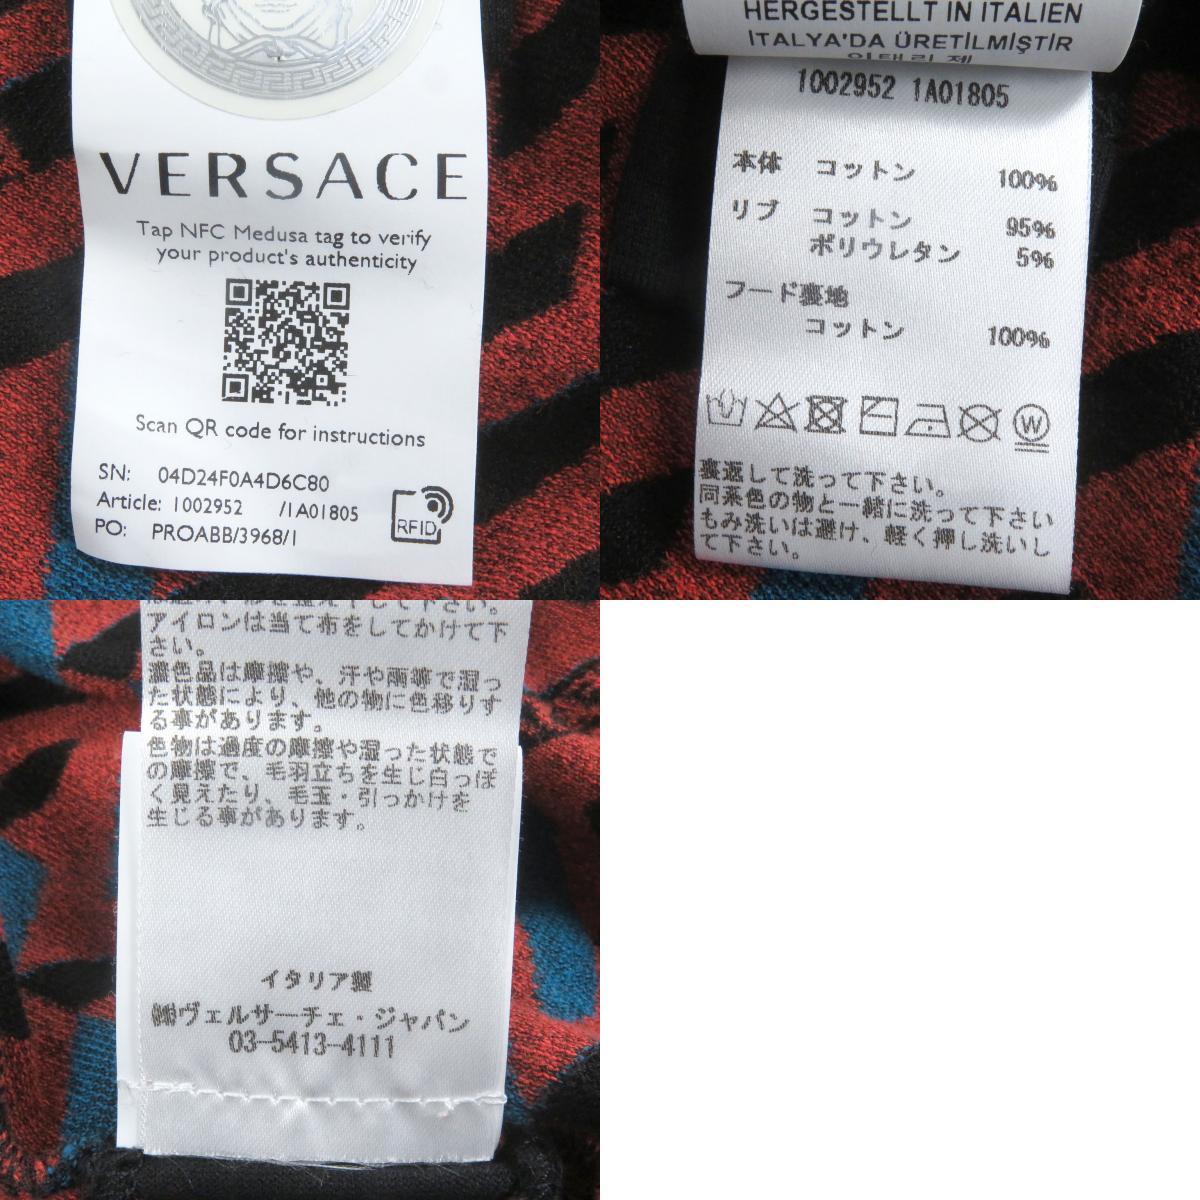 VERSACE
Tap NFC Medusa tag to verify
your product's authenticity
Scan QR code for instructions
SN: 04D24F0A4D6C80
Article: 1002952 /1A01805
PO: PROABB/3968/1
RFID
HERGESTELLT IN ITALIEN
İTALYA'DA ÜRETİLMİŞTİR
1002952 1A01805
本体 コットン 100%
リブ コットン 95%
ポリウレタン 5%
フード裏地
コットン 100%
W
裏返して洗って下さい。
同系色の物と一緒に洗って下さい
もみ洗いは避け、軽く押し洗いし
て下さい。
アイロンは当て布をしてかけて下
さい。
濃色品は摩擦や、汗や雨等で湿っ
た状態により、他の物に色移りす
る事があります。
色物は過度の摩擦や湿った状態で
の摩擦で、毛羽立ちを生じ白っぽ
く見えたり、毛玉・引っかけを
生じる事があります。
イタリア製
㈱ヴェルサーチェ・ジャパン
03-5413-4111